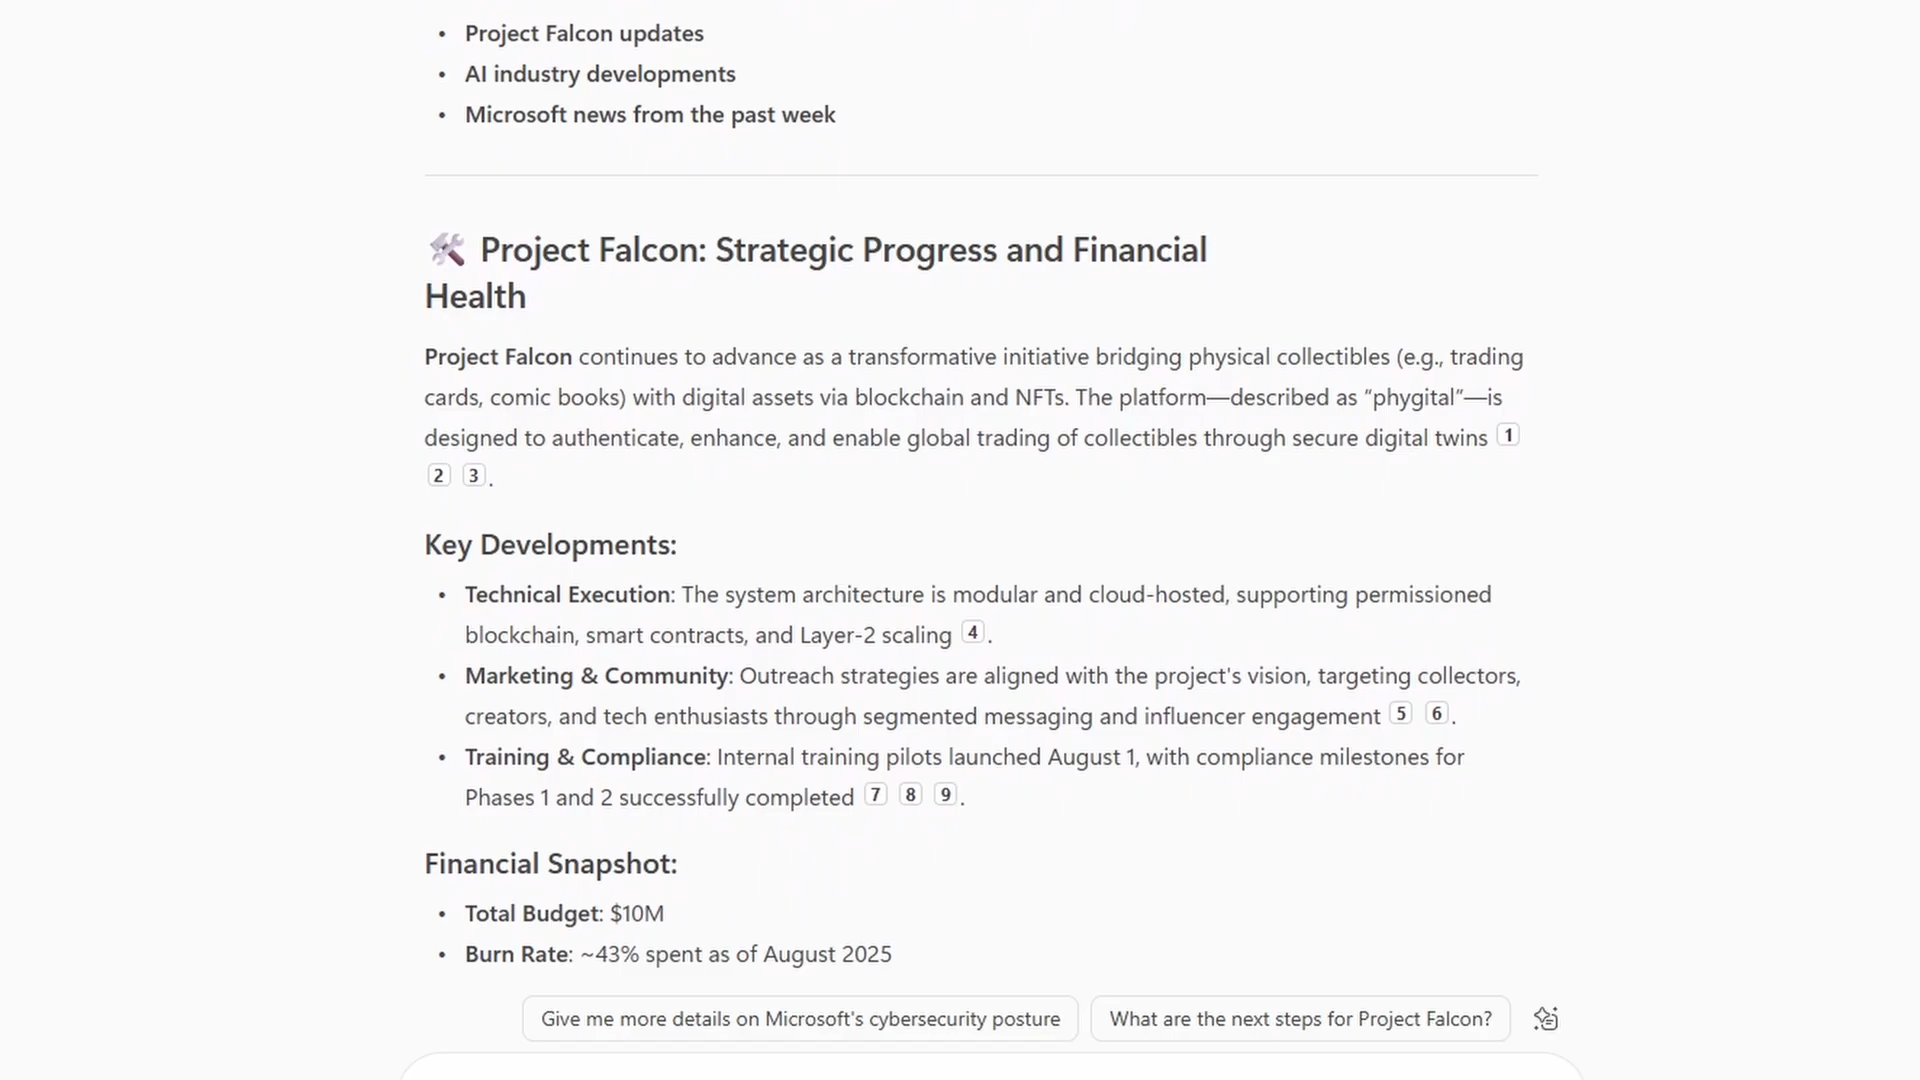 • Project Falcon updates
• AI industry developments
• Microsoft news from the past week
🛠️ Project Falcon: Strategic Progress and Financial
Health
Project Falcon continues to advance as a transformative initiative bridging physical collectibles (e.g., trading
cards, comic books) with digital assets via blockchain and NFTs. The platform—described as “phygital”—is
designed to authenticate, enhance, and enable global trading of collectibles through secure digital twins 1
2 3.
Key Developments:
• Technical Execution: The system architecture is modular and cloud-hosted, supporting permissioned
blockchain, smart contracts, and Layer-2 scaling 4.
• Marketing & Community: Outreach strategies are aligned with the project's vision, targeting collectors,
creators, and tech enthusiasts through segmented messaging and influencer engagement 5 6.
• Training & Compliance: Internal training pilots launched August 1, with compliance milestones for
Phases 1 and 2 successfully completed 7 8 9.
Financial Snapshot:
• Total Budget: $10M
• Burn Rate: ~43% spent as of August 2025
Give me more details on Microsoft's cybersecurity posture
What are the next steps for Project Falcon?